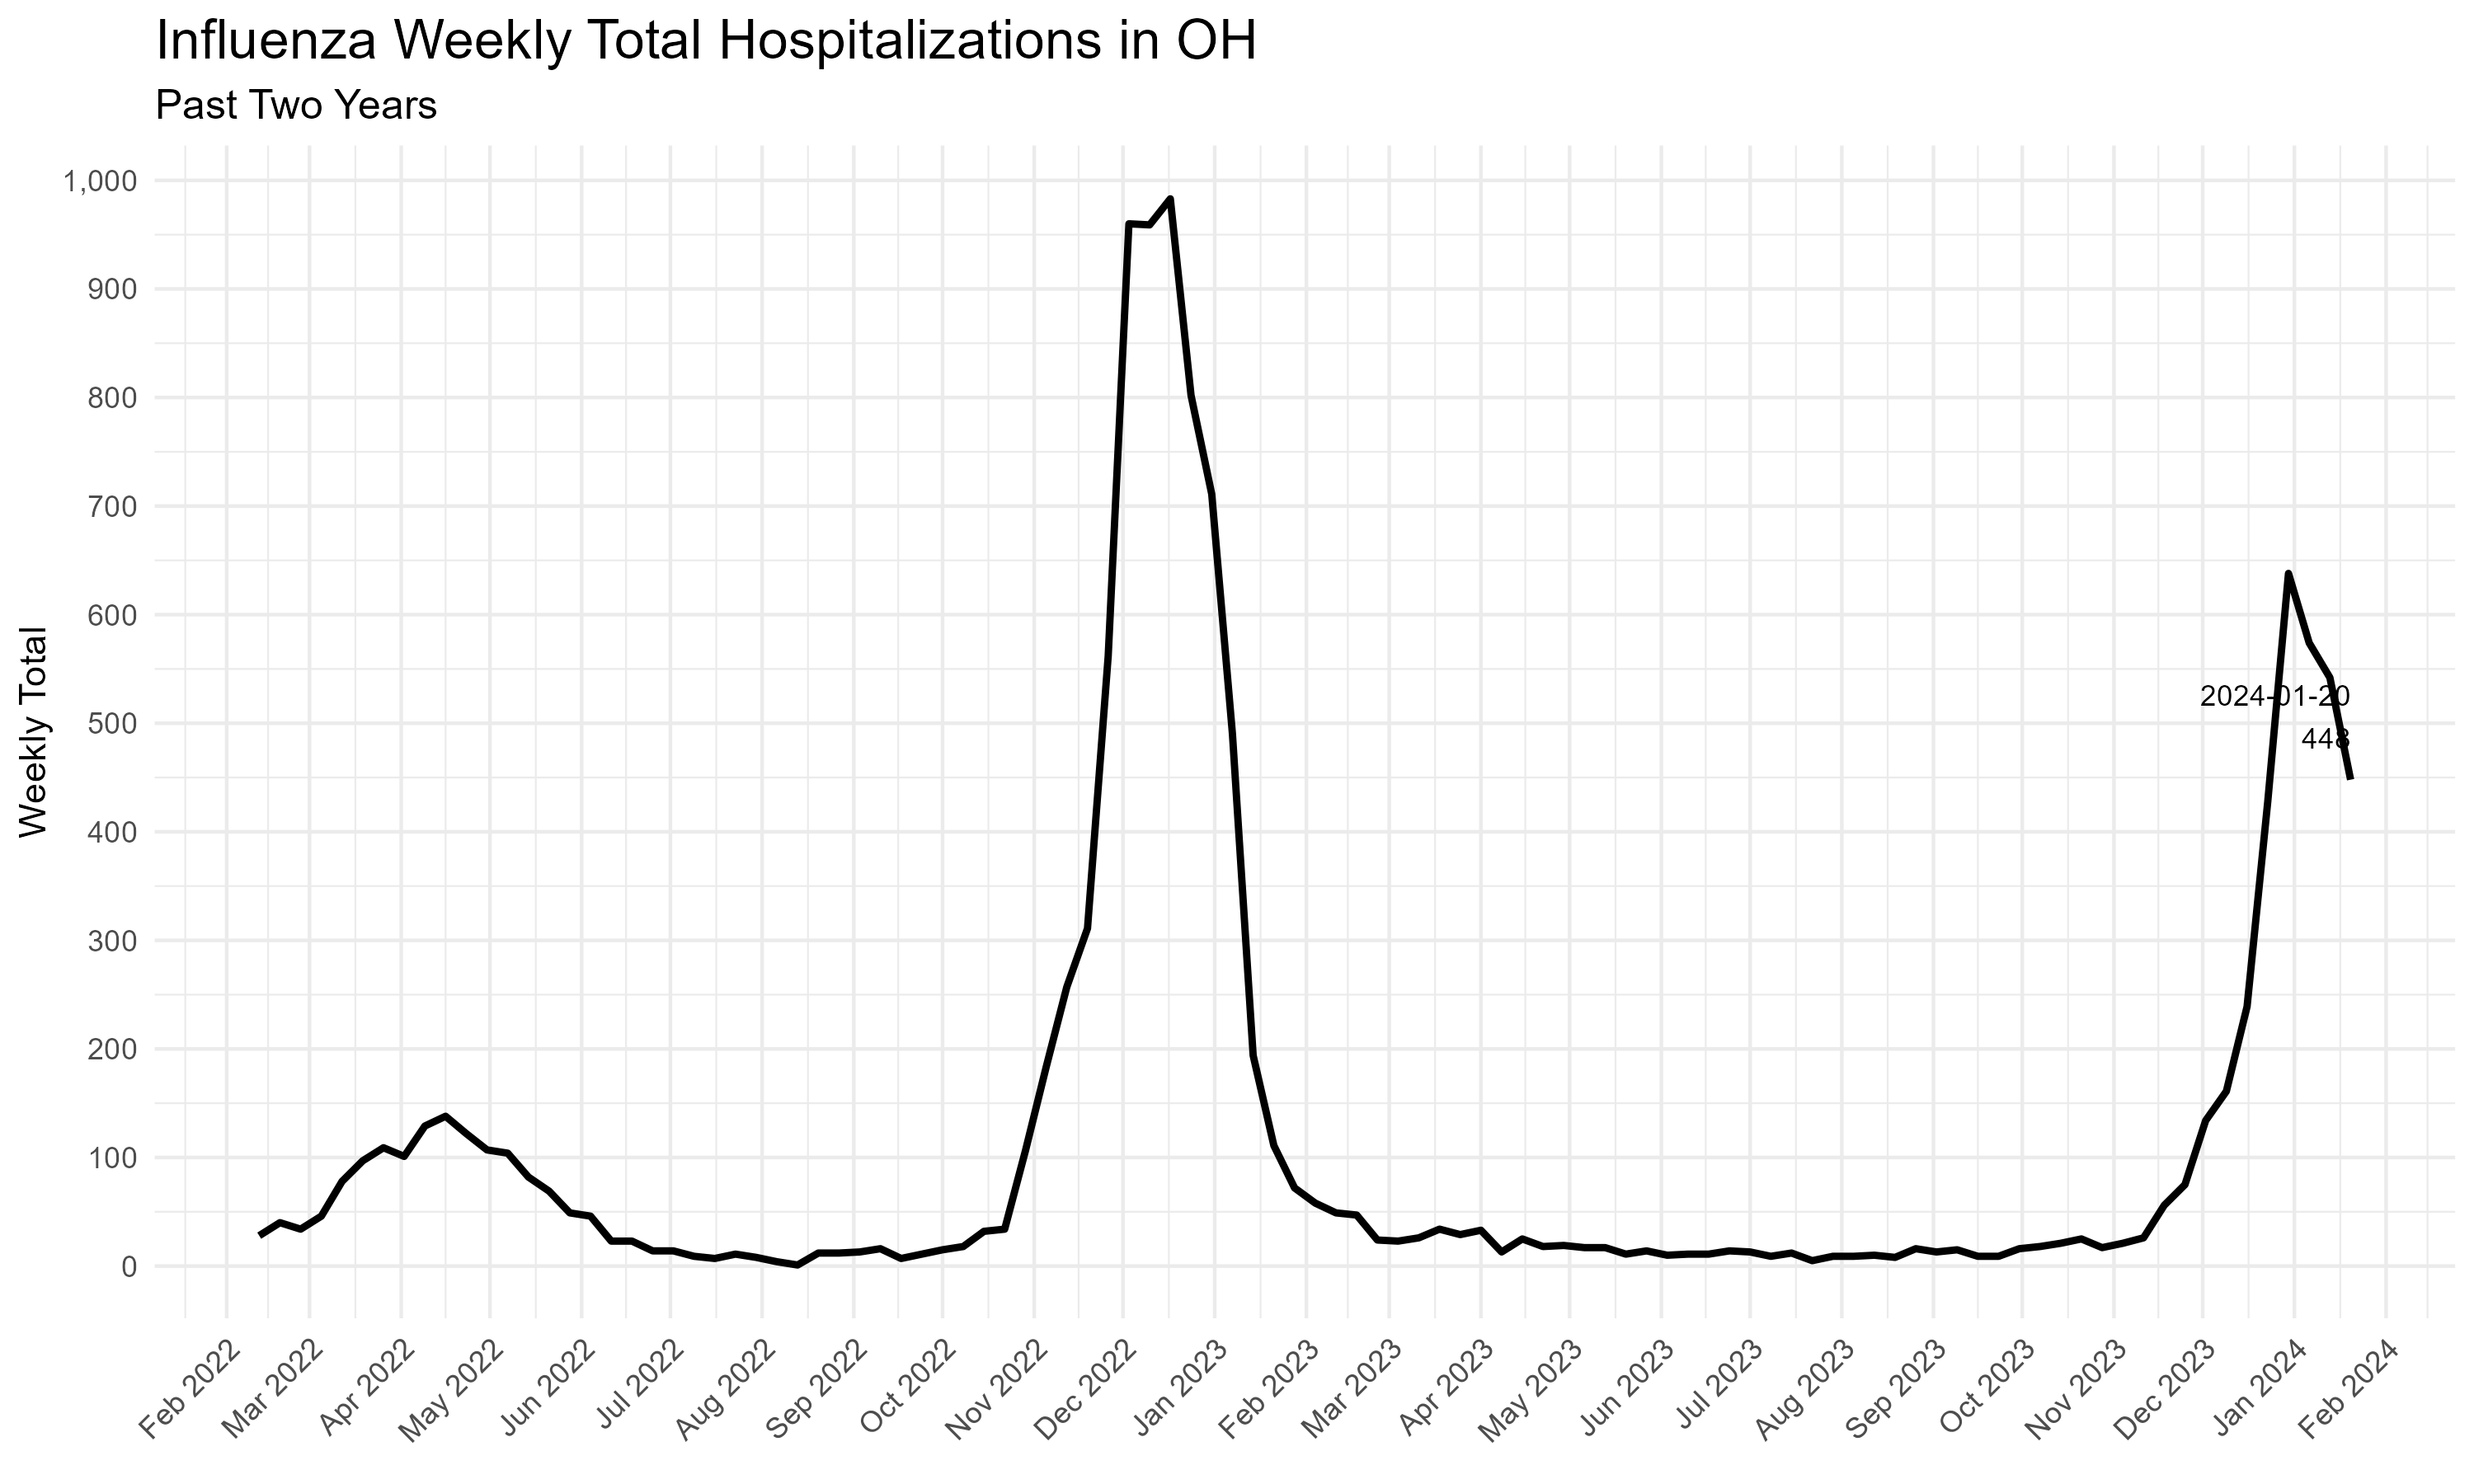 Influenza Weekly Total Hospitalizations in OH
Past Two Years
Weekly Total
1,000
900
800
700
600
500
400
300
200
100
0
2024-01-20
448
Feb 2022
Mar 2022
Apr 2022
May 2022
Jun 2022
Jul 2022
Aug 2022
Sep 2022
Oct 2022
Nov 2022
Dec 2022
Jan 2023
Feb 2023
Mar 2023
Apr 2023
May 2023
Jun 2023
Jul 2023
Aug 2023
Sep 2023
Oct 2023
Nov 2023
Dec 2023
Jan 2024
Feb 2024